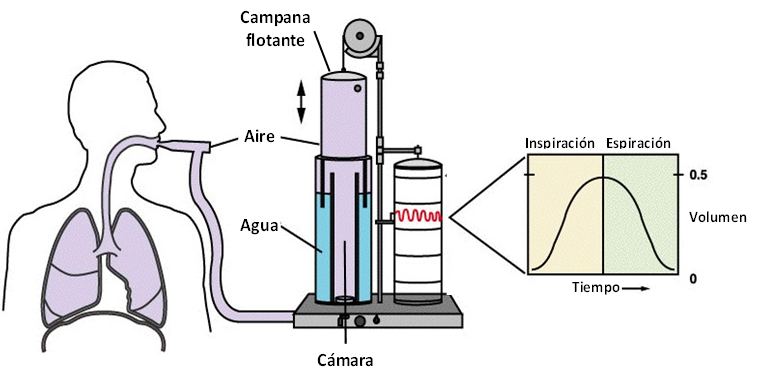 Campana
flotante
Aire
Agua
Cámara
Inspiración Espiración
0.5
Volumen
0
Tiempo